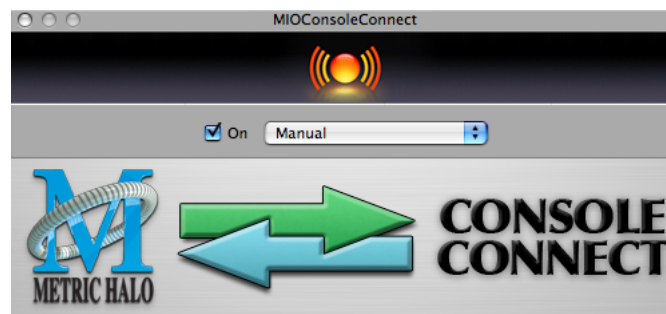 MIOConsoleConnect
On
Manual
METRIC HALO
CONSOLE
CONNECT